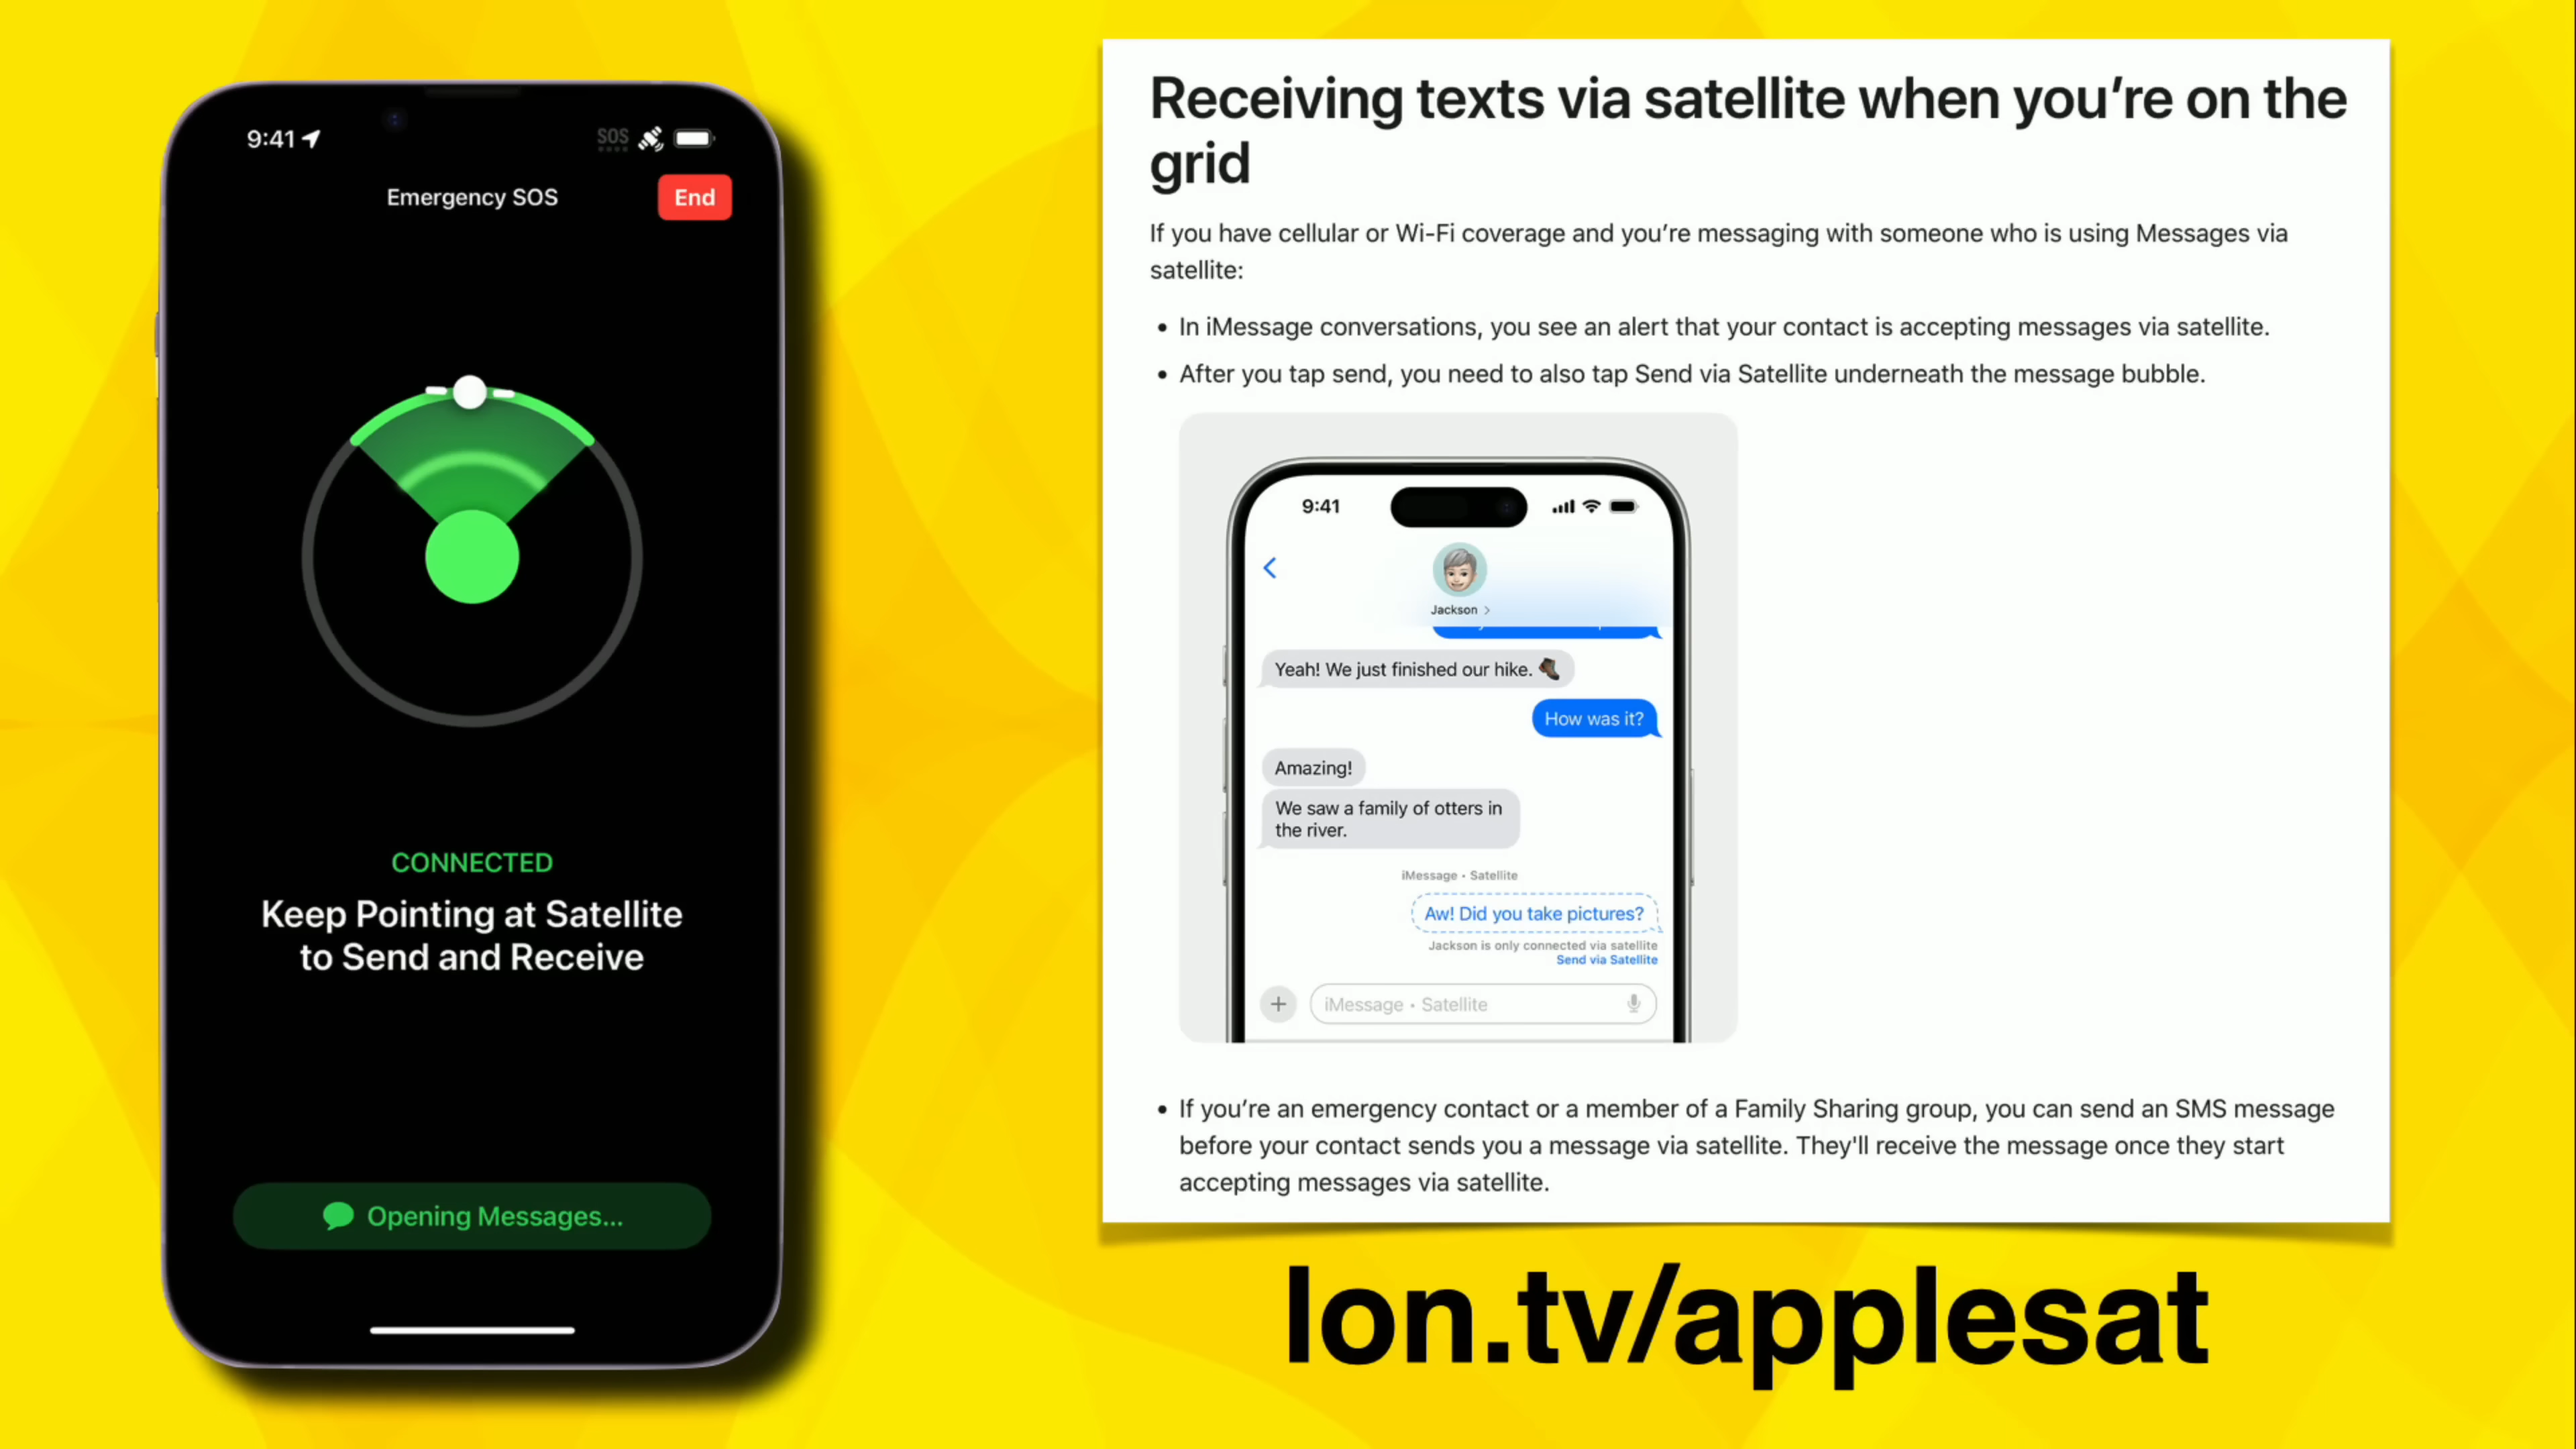 9:41
SOS
Emergency SOS
End
CONNECTED
Keep Pointing at Satellite
to Send and Receive
Opening Messages...
Receiving texts via satellite when you’re on the
grid
If you have cellular or Wi-Fi coverage and you’re messaging with someone who is using Messages via
satellite:
• In iMessage conversations, you see an alert that your contact is accepting messages via satellite.
• After you tap send, you need to also tap Send via Satellite underneath the message bubble.
9:41
Jackson >
Yeah! We just finished our hike. 🥾
How was it?
Amazing!
We saw a family of otters in
the river.
iMessage • Satellite
Aw! Did you take pictures?
Jackson is only connected via satellite
Send via Satellite
iMessage • Satellite
• If you’re an emergency contact or a member of a Family Sharing group, you can send an SMS message
before your contact sends you a message via satellite. They'll receive the message once they start
accepting messages via satellite.
lon.tv/applesat